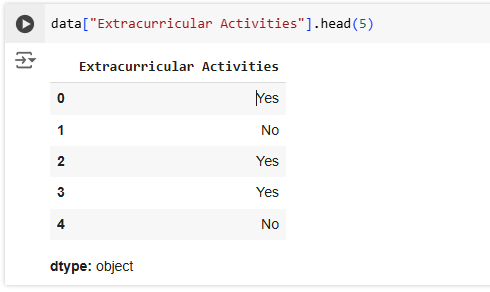 data["Extracurricular Activities"].head(5)
Extracurricular Activities
0 Yes
1 No
2 Yes
3 Yes
4 No
dtype: object